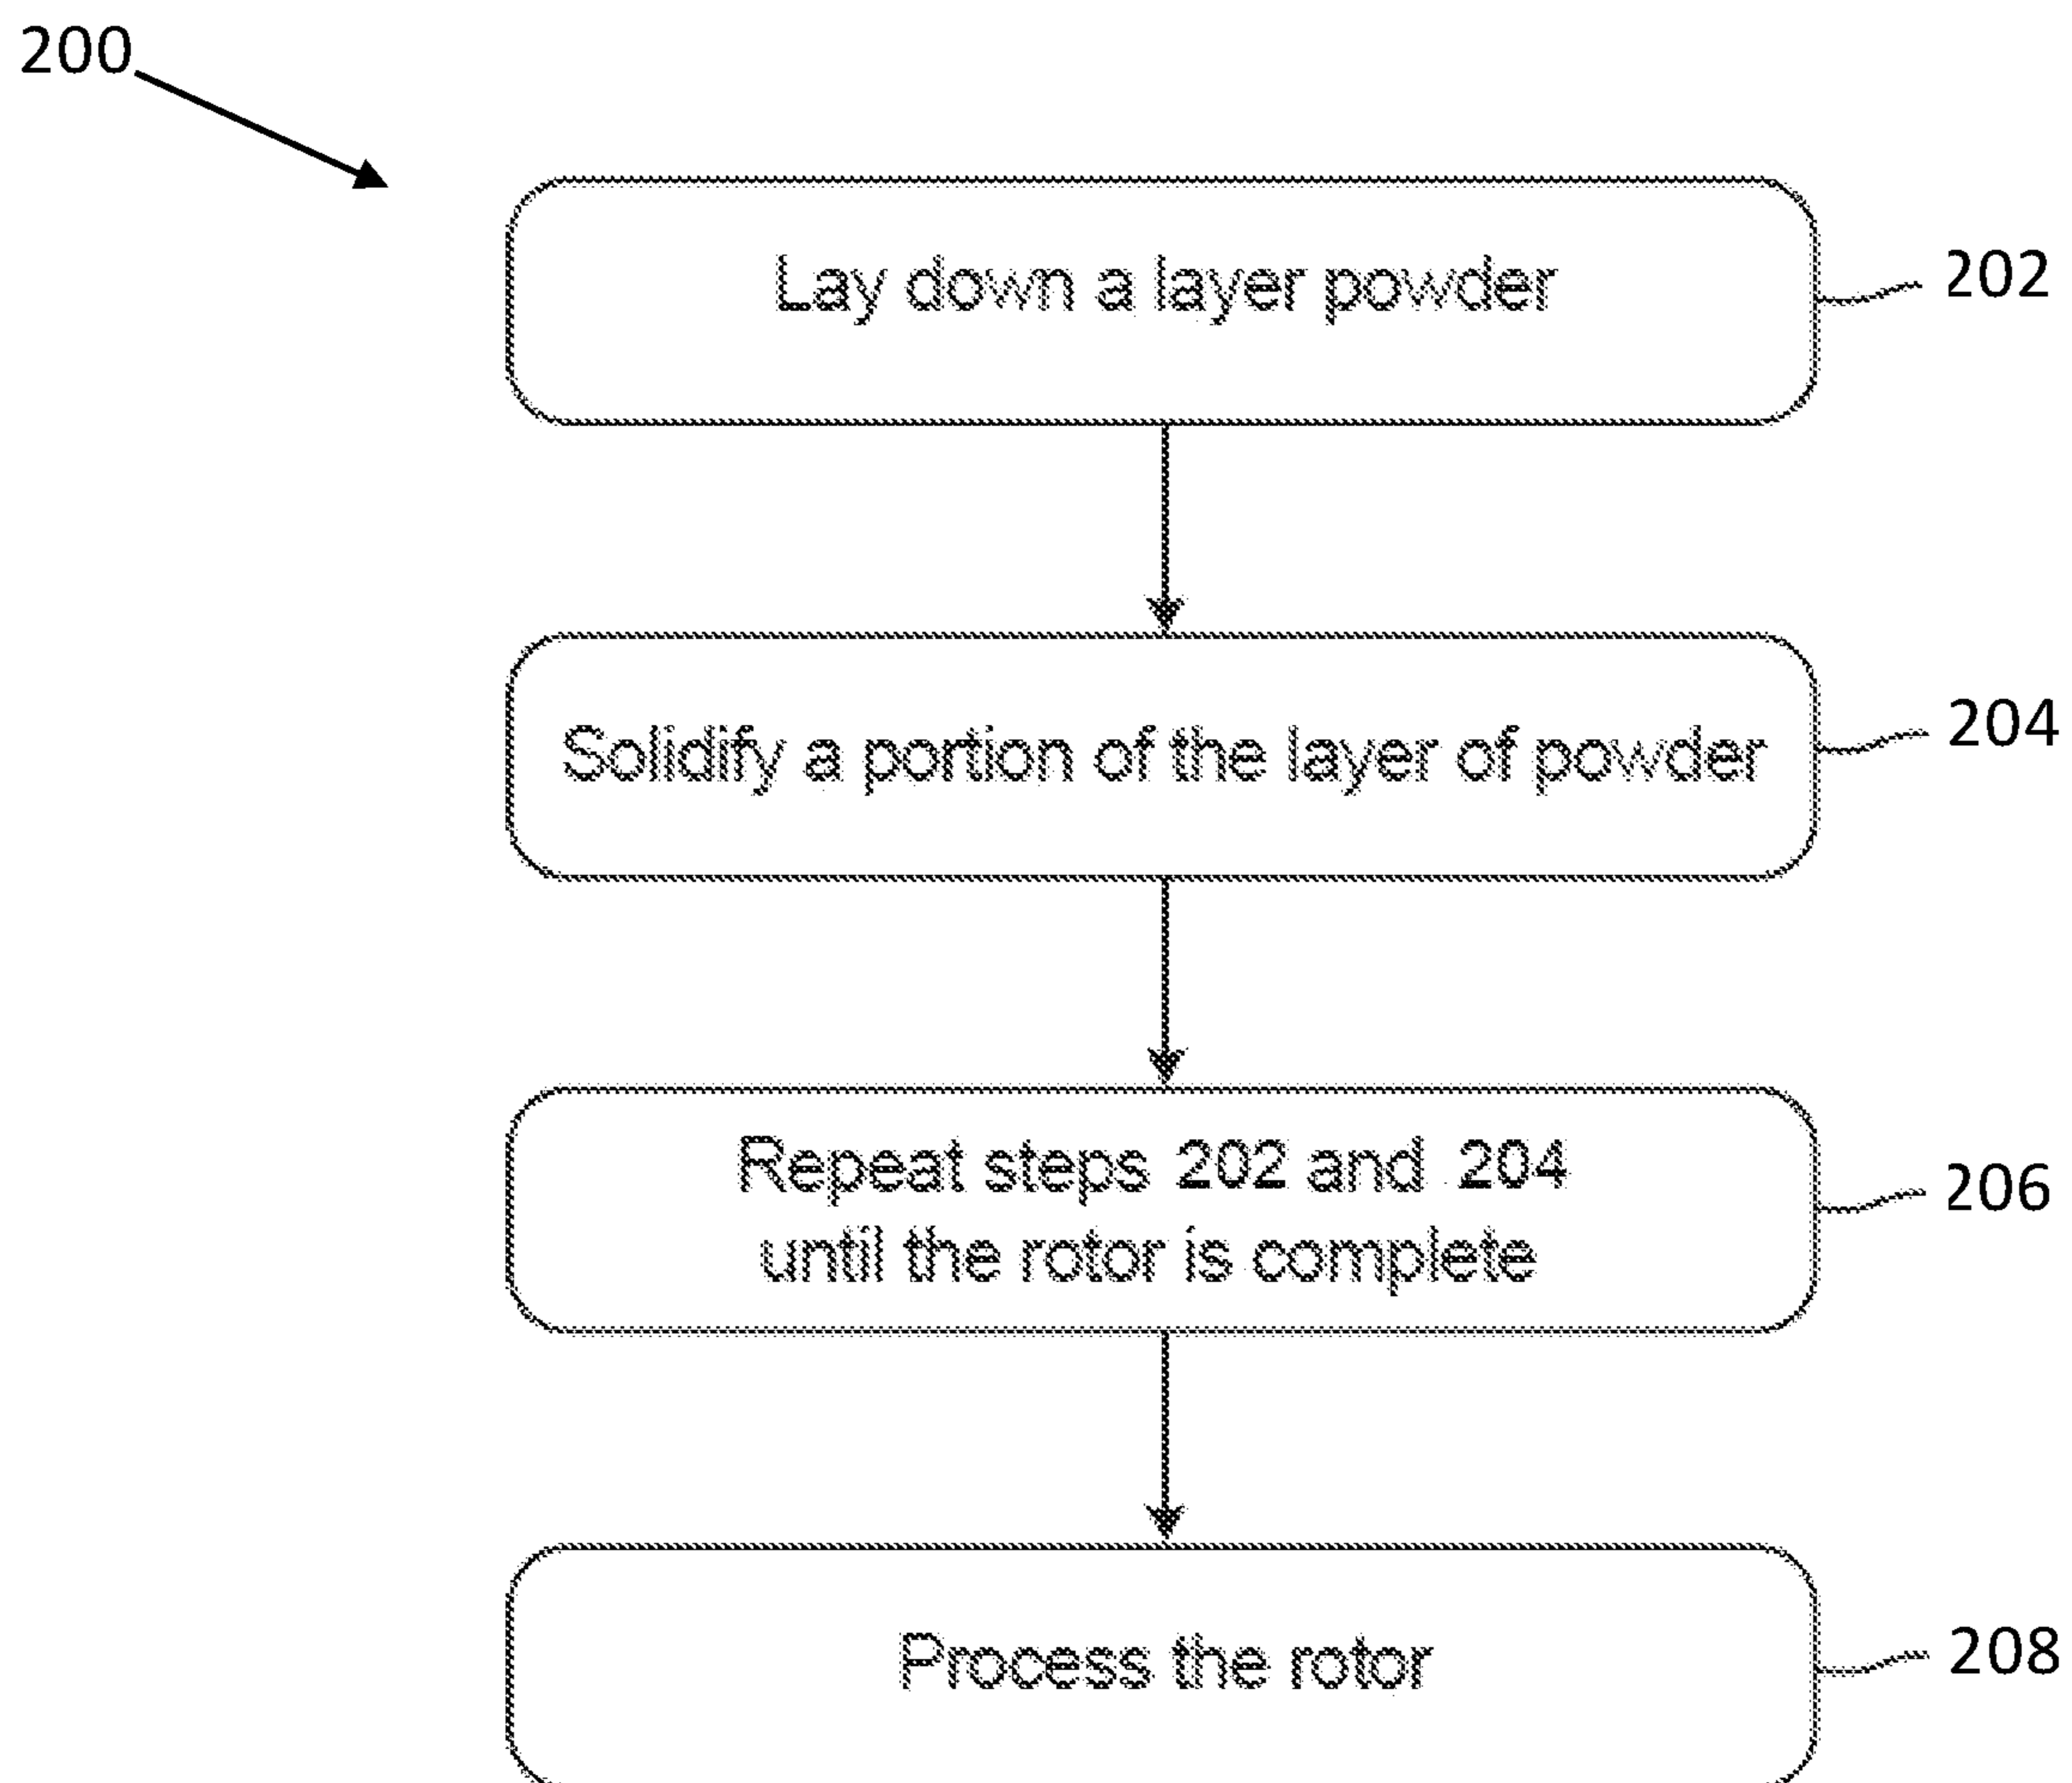 200
Lay down a layer powder
202
Solidify a portion of the layer of powder
204
Repeat steps 202 and 204
until the rotor is complete
206
Process the rotor
208